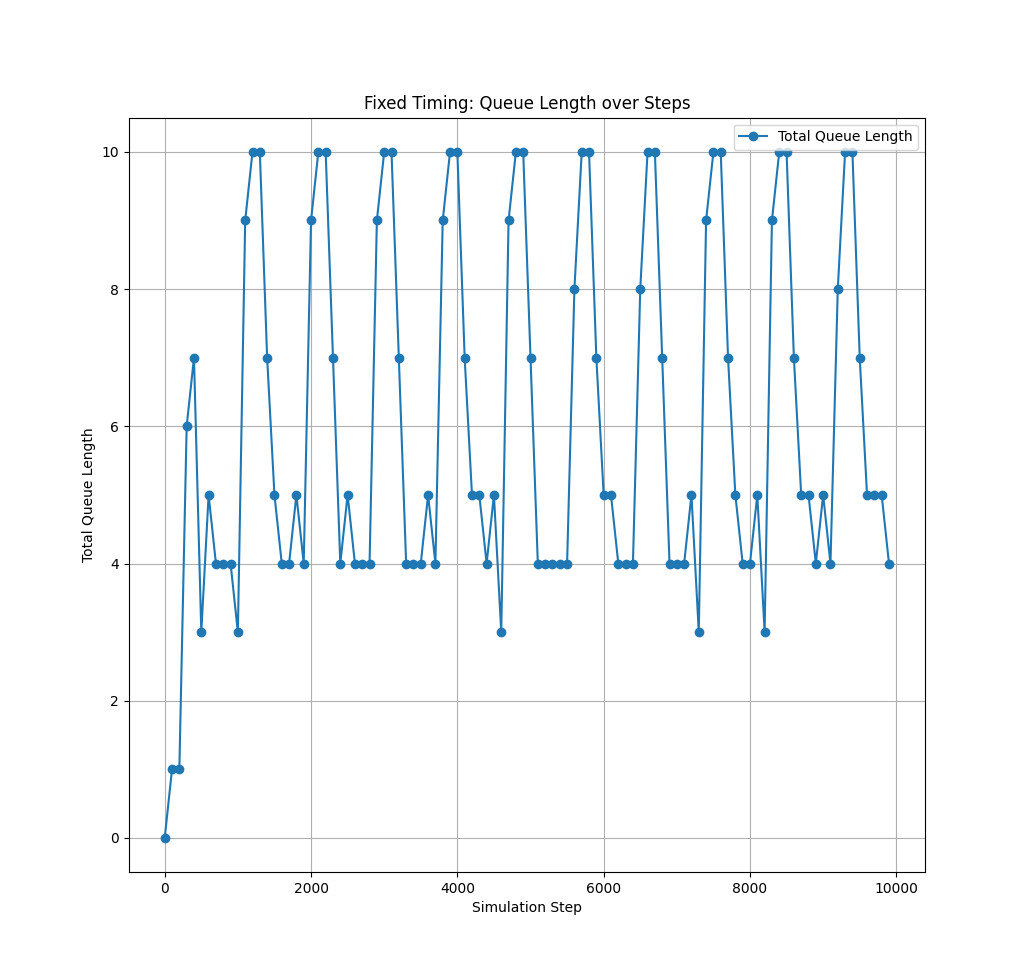 Fixed Timing: Queue Length over Steps
Total Queue Length
10
8
6
4
2
0
Total Queue Length
0 2000 4000 6000 8000 10000
Simulation Step